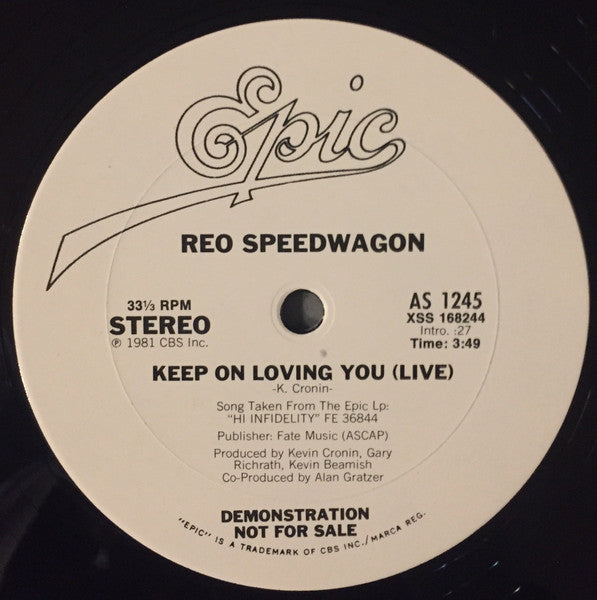 Epic
REO SPEEDWAGON
33⅓ RPM
STEREO
℗ 1981 CBS Inc.
AS 1245
XSS 168244
Intro. :27
Time: 3:49
KEEP ON LOVING YOU (LIVE)
-K. Cronin-
Song Taken From The Epic Lp:
"HI INFIDELITY" FE 36844
Publisher: Fate Music (ASCAP)
Produced by Kevin Cronin, Gary
Richrath, Kevin Beamish
Co-Produced by Alan Gratzer
DEMONSTRATION
NOT FOR SALE
"EPIC" IS A TRADEMARK OF CBS INC./MARCA REG.